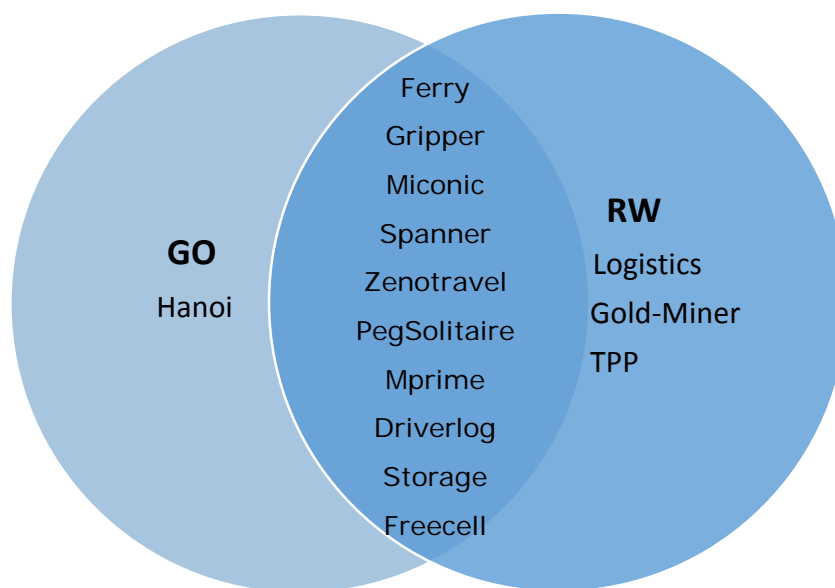 GO
Hanoi
Ferry
Gripper
Miconic
Spanner
Zenotravel
PegSolitaire
Mprime
Driverlog
Storage
Freecell
RW
Logistics
Gold-Miner
TPP